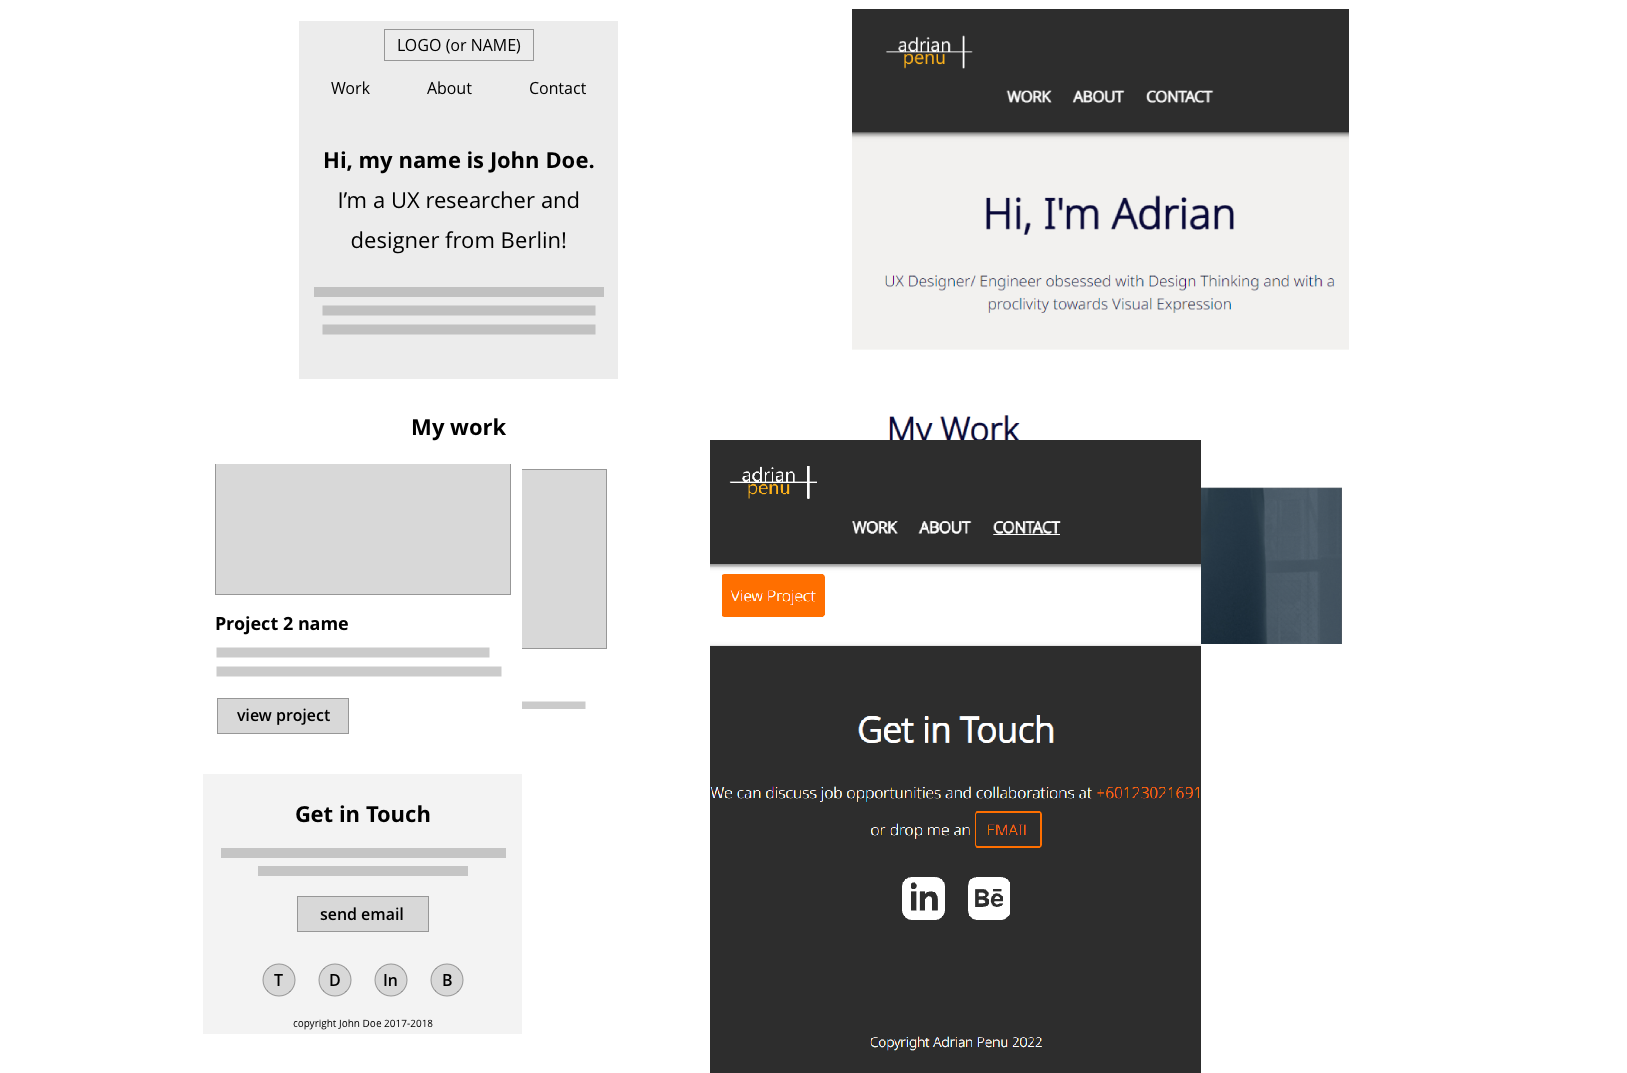 LOGO (or NAME)
Work About Contact
Hi, my name is John Doe.
I'm a UX researcher and
designer from Berlin!
My work
Project 2 name
view project
Get in Touch
send email
T D In B
copyright John Doe 2017-2018
adrian
penu
WORK ABOUT CONTACT
Hi, I'm Adrian
UX Designer/ Engineer obsessed with Design Thinking and with a
proclivity towards Visual Expression
My Work
adrian
penu
WORK ABOUT CONTACT
View Project
Get in Touch
We can discuss job opportunities and collaborations at +60123021691
or drop me an EMAIL
in Bē
Copyright Adrian Penu 2022